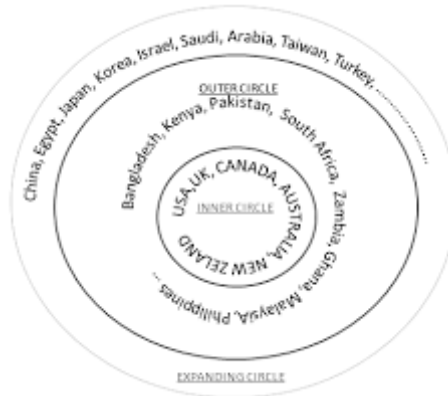 China, Egypt, Japan, Korea, Israel, Saudi, Arabia, Taiwan, Turkey, ........................
OUTER CIRCLE
Bangladesh, Kenya, Pakistan, South Africa, Zambia, Ghana, MalaysiA, Philippines ...
USA,UK, CANADA, AUSTRALIA, NEW ZELAND
INNER CIRCLE
EXPANDING CIRCLE